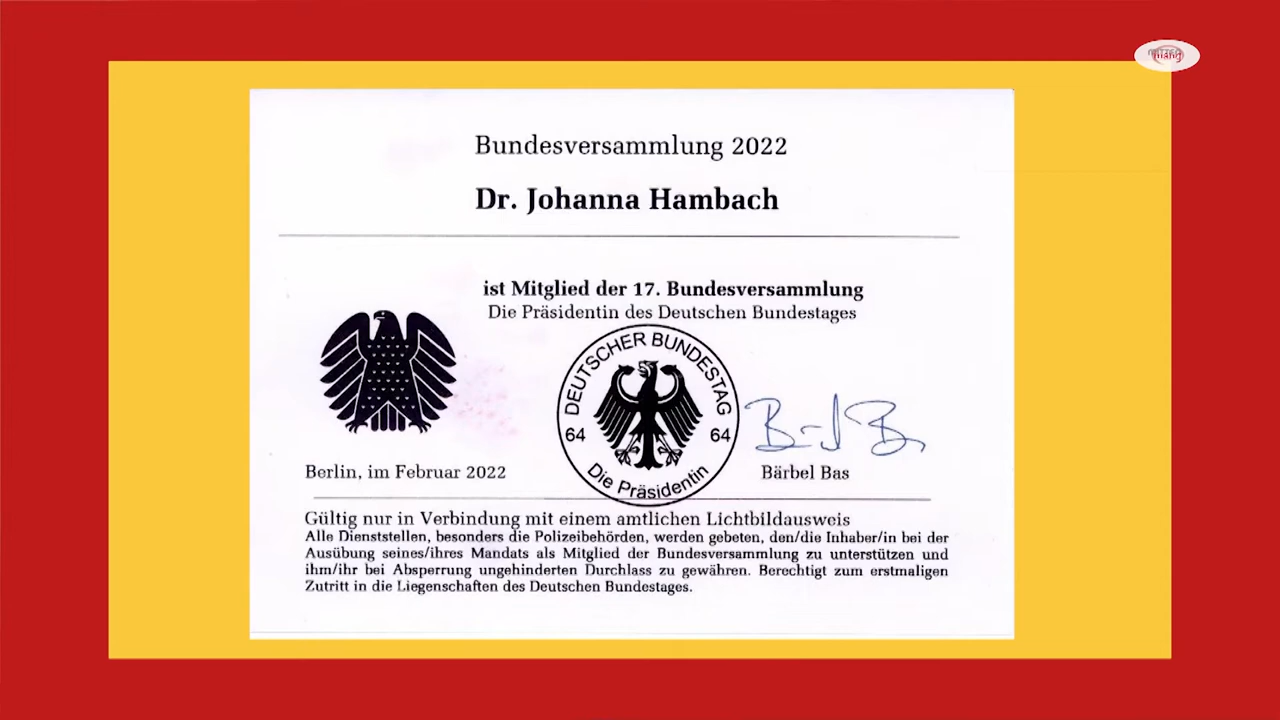 Bundesversammlung 2022
Dr. Johanna Hambach
ist Mitglied der 17. Bundesversammlung
Die Präsidentin des Deutschen Bundestages
DEUTSCHER BUNDESTAG
64 64
Die Präsidentin
Berlin, im Februar 2022
Bärbel Bas
Gültig nur in Verbindung mit einem amtlichen Lichtbildausweis
Alle Dienststellen, besonders die Polizeibehörden, werden gebeten, den/die Inhaber/in bei der
Ausübung seines/ihres Mandats als Mitglied der Bundesversammlung zu unterstützen und
ihm/ihr bei Absperrung ungehinderten Durchlass zu gewähren. Berechtigt zum erstmaligen
Zutritt in die Liegenschaften des Deutschen Bundestages.